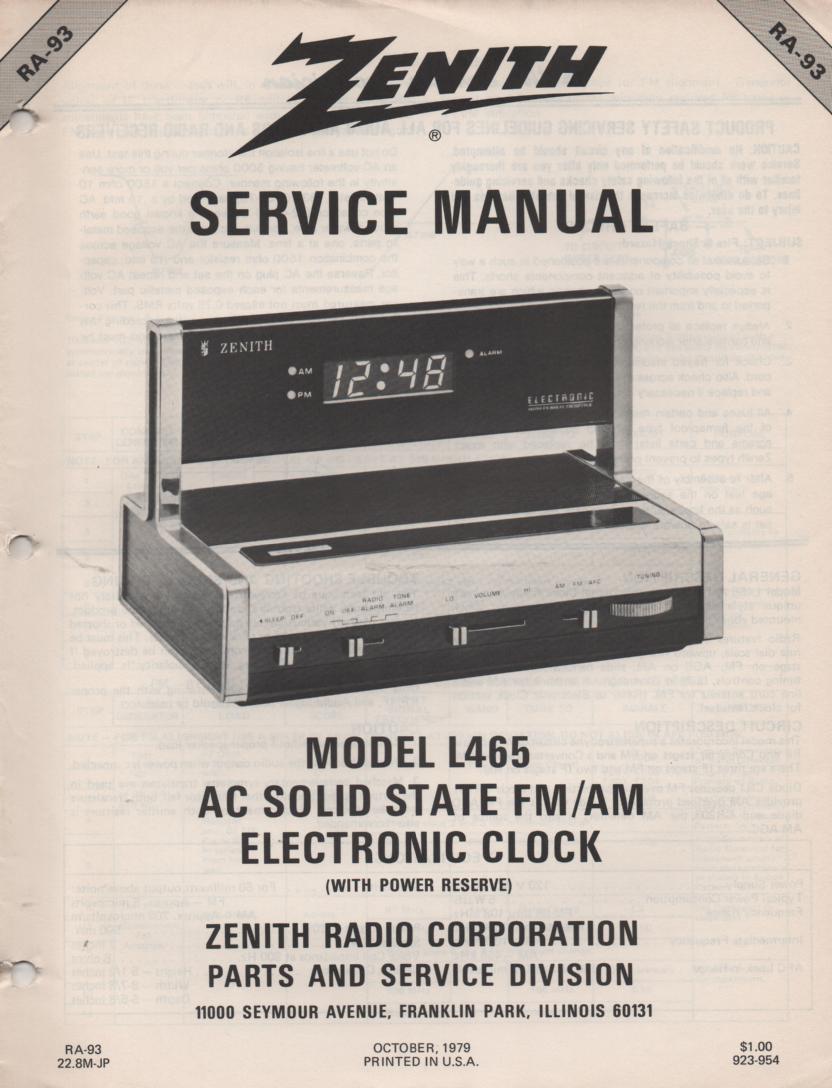 RA-93
RA-93
ZENITH
®
SERVICE MANUAL
ZENITH
AM
PM
12:48
ALARM
ELECTRONIC
SLEEP OFF
ON OFF RADIO ALARM TONE ALARM
LO VOLUME HI
AM FM AFC
TUNING
MODEL L465
AC SOLID STATE FM/AM
ELECTRONIC CLOCK
(WITH POWER RESERVE)
ZENITH RADIO CORPORATION
PARTS AND SERVICE DIVISION
11000 SEYMOUR AVENUE, FRANKLIN PARK, ILLINOIS 60131
RA-93
22.8M-JP
OCTOBER, 1979
PRINTED IN U.S.A.
$1.00
923-954